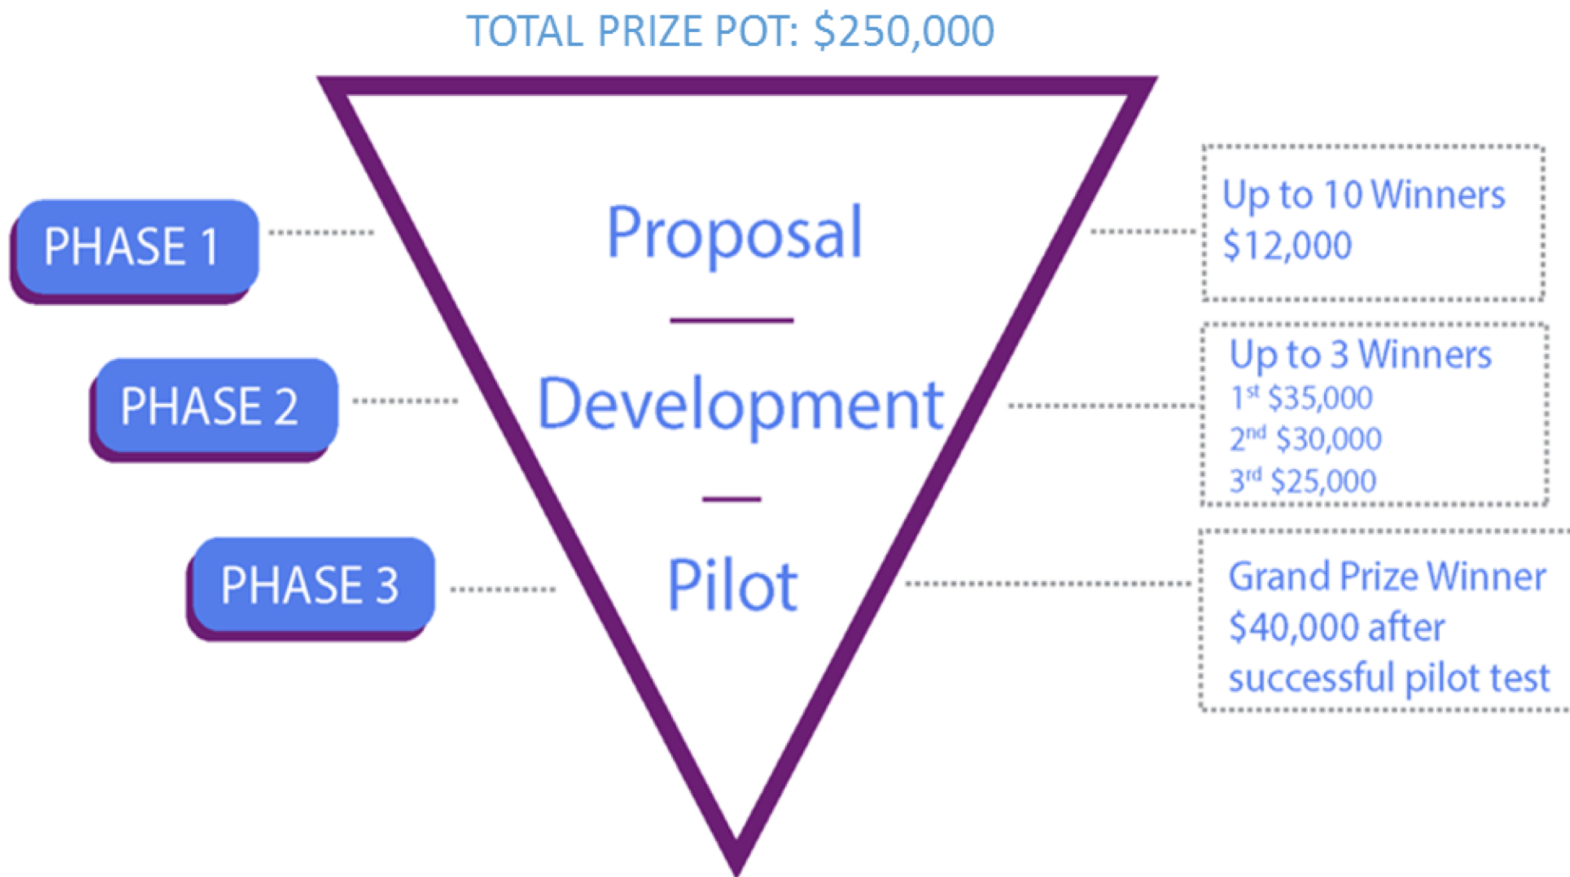 TOTAL PRIZE POT: $250,000
PHASE 1
Proposal
Up to 10 Winners
$12,000
PHASE 2
Development
Up to 3 Winners
1st $35,000
2nd $30,000
3rd $25,000
PHASE 3
Pilot
Grand Prize Winner
$40,000 after
successful pilot test